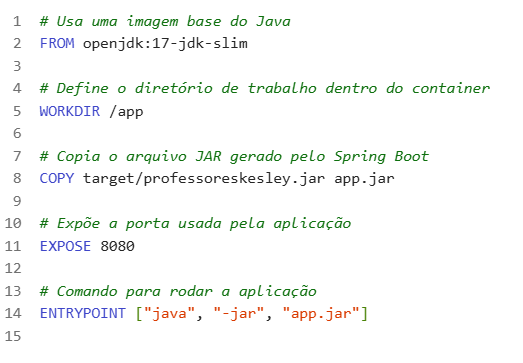 1 # Usa uma imagem base do Java
2 FROM openjdk:17-jdk-slim
3
4 # Define o diretório de trabalho dentro do container
5 WORKDIR /app
6
7 # Copia o arquivo JAR gerado pelo Spring Boot
8 COPY target/professoreskesley.jar app.jar
9
10 # Expõe a porta usada pela aplicação
11 EXPOSE 8080
12
13 # Comando para rodar a aplicação
14 ENTRYPOINT ["java", "-jar", "app.jar"]
15